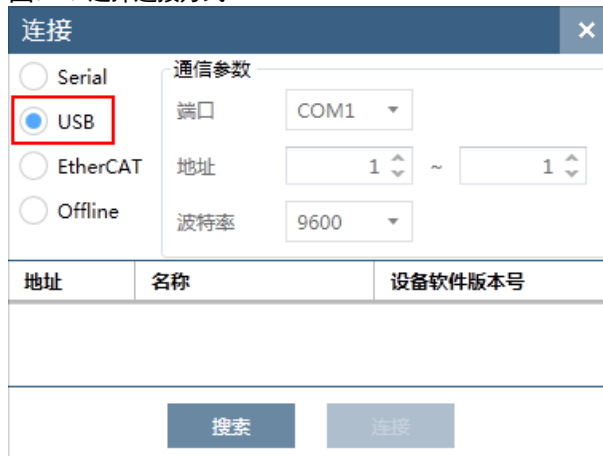 连接
Serial
USB
EtherCAT
Offline
通信参数
端口 COM1
地址 1 ~ 1
波特率 9600
地址 名称 设备软件版本号
搜索 连接